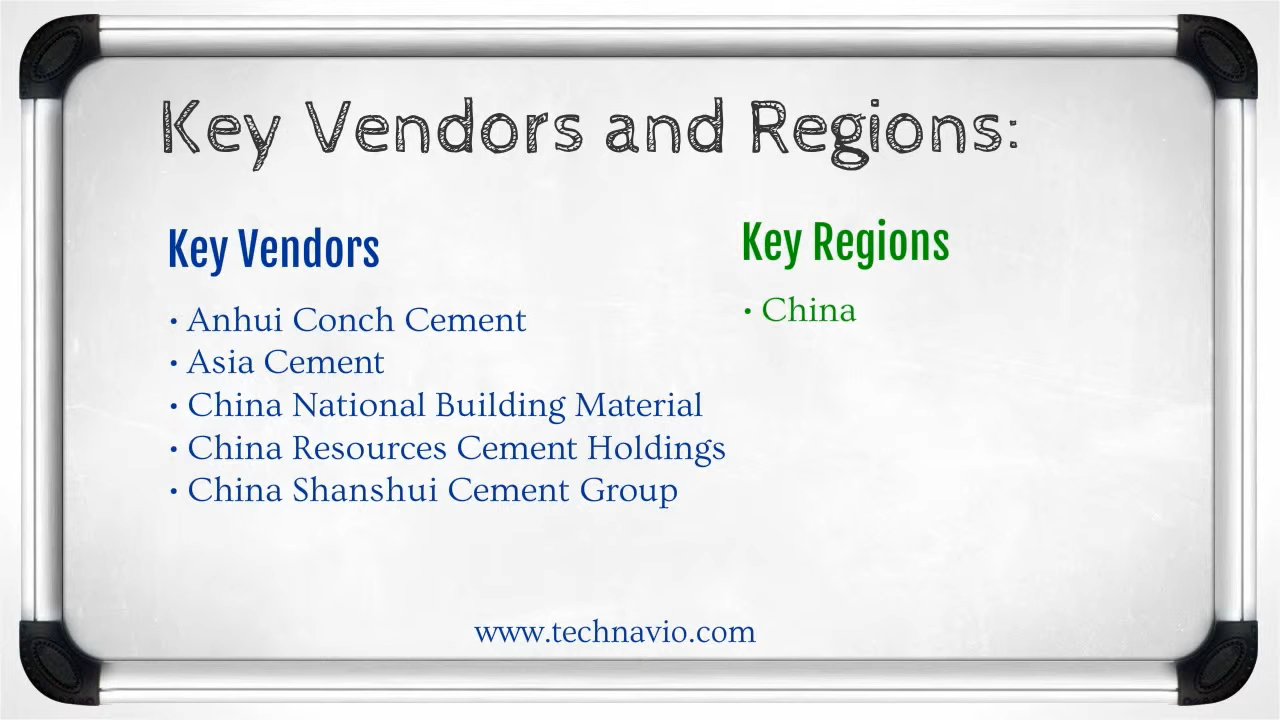 Key Vendors and Regions:
Key Vendors
• Anhui Conch Cement
• Asia Cement
• China National Building Material
• China Resources Cement Holdings
• China Shanshui Cement Group
Key Regions
• China
www.technavio.com